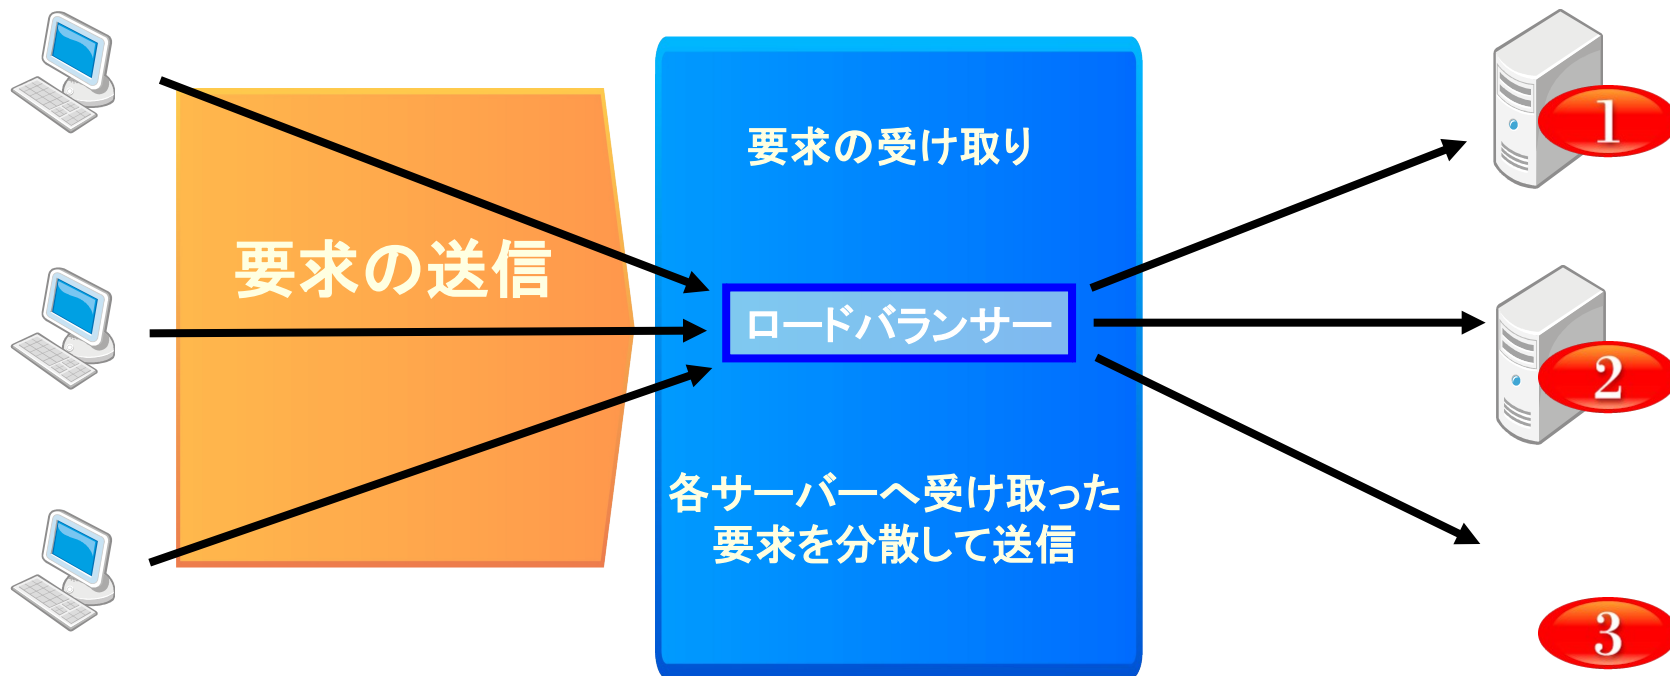 要求の送信
要求の受け取り
ロードバランサー
各サーバーへ受け取った
要求を分散して送信
1
2
3